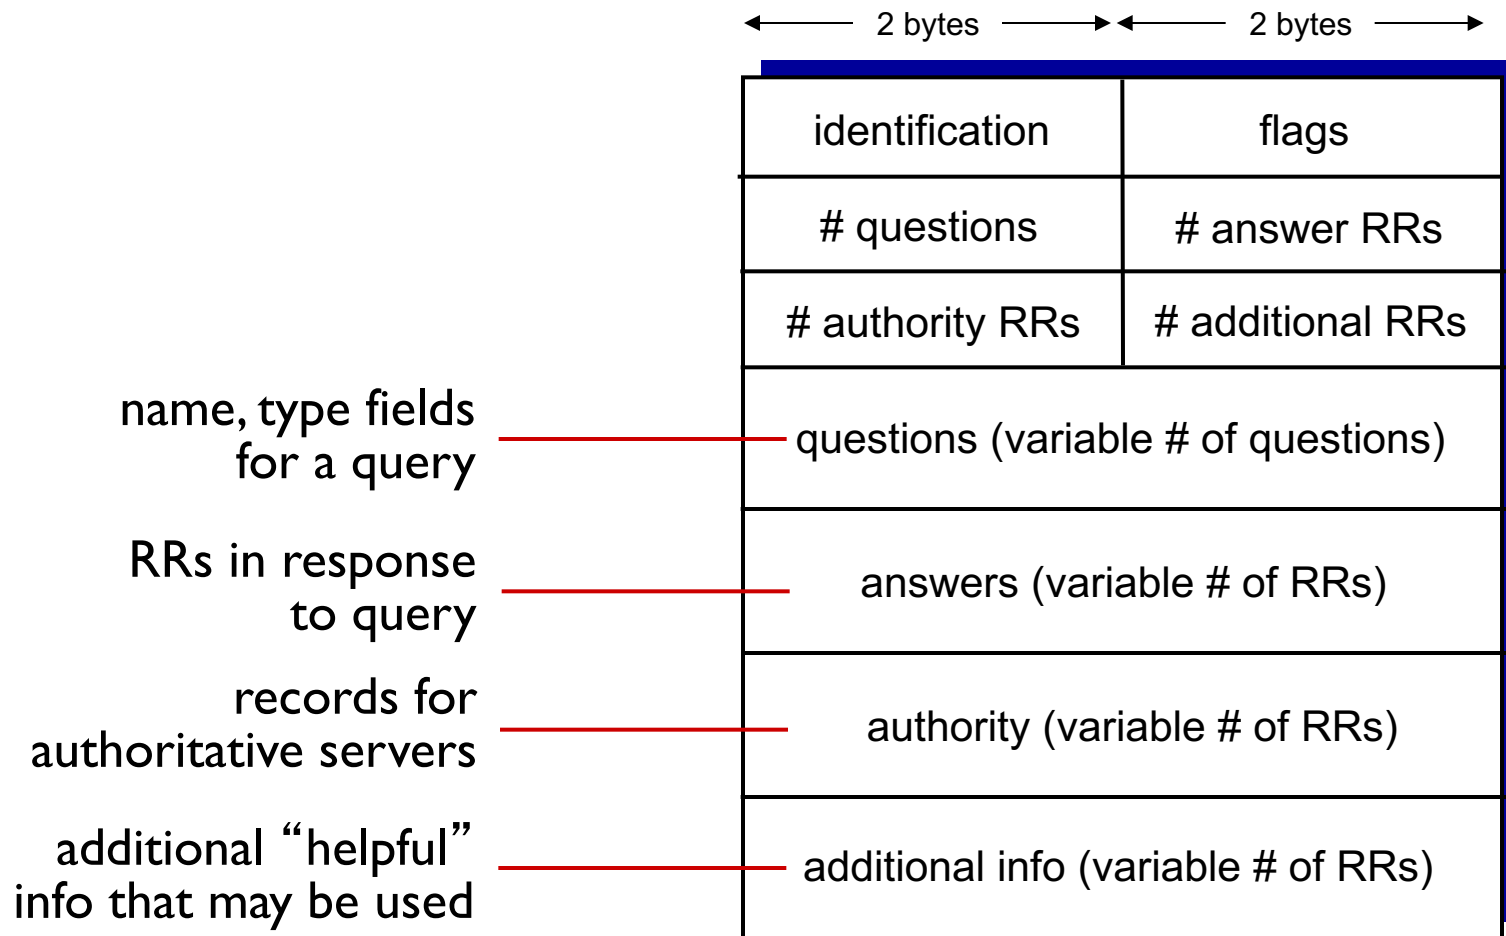 2 bytes 2 bytes
identification flags
# questions # answer RRs
# authority RRs # additional RRs
name, type fields
for a query
questions (variable # of questions)
RRs in response
to query
answers (variable # of RRs)
records for
authoritative servers
authority (variable # of RRs)
additional “helpful”
info that may be used
additional info (variable # of RRs)